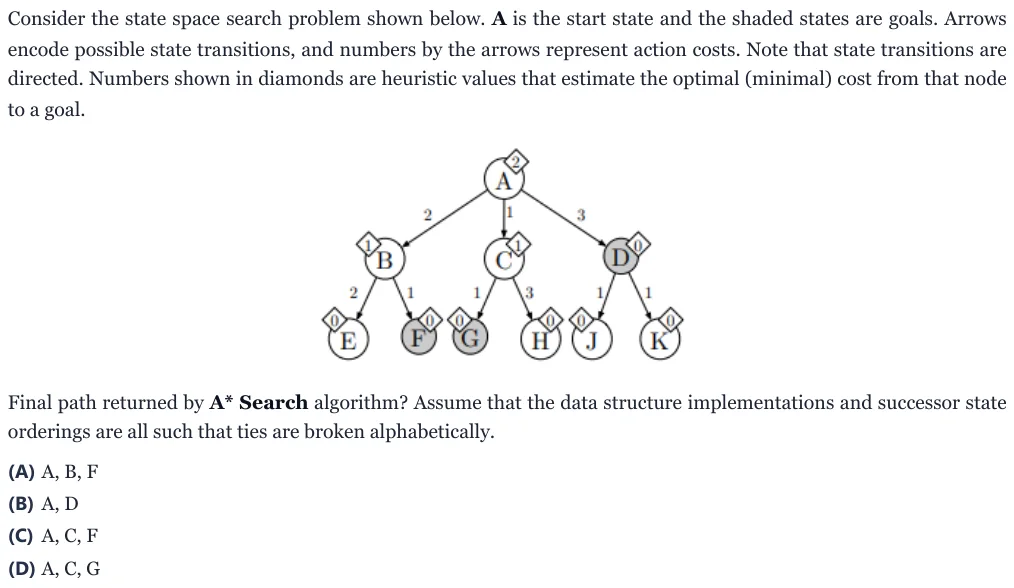 Consider the state space search problem shown below. A is the start state and the shaded states are goals. Arrows
encode possible state transitions, and numbers by the arrows represent action costs. Note that state transitions are
directed. Numbers shown in diamonds are heuristic values that estimate the optimal (minimal) cost from that node
to a goal.
2
A
2 1 3
1 1 0
B C D
2 1 1 3 1 1
0 0 0 0 0 0
E F G H J K
Final path returned by A* Search algorithm? Assume that the data structure implementations and successor state
orderings are all such that ties are broken alphabetically.
(A) A, B, F
(B) A, D
(C) A, C, F
(D) A, C, G